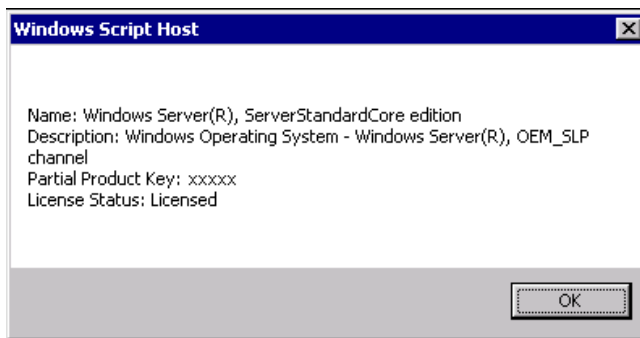 Windows Script Host
Name: Windows Server(R), ServerStandardCore edition
Description: Windows Operating System - Windows Server(R), OEM_SLP
channel
Partial Product Key: xxxxx
License Status: Licensed
OK